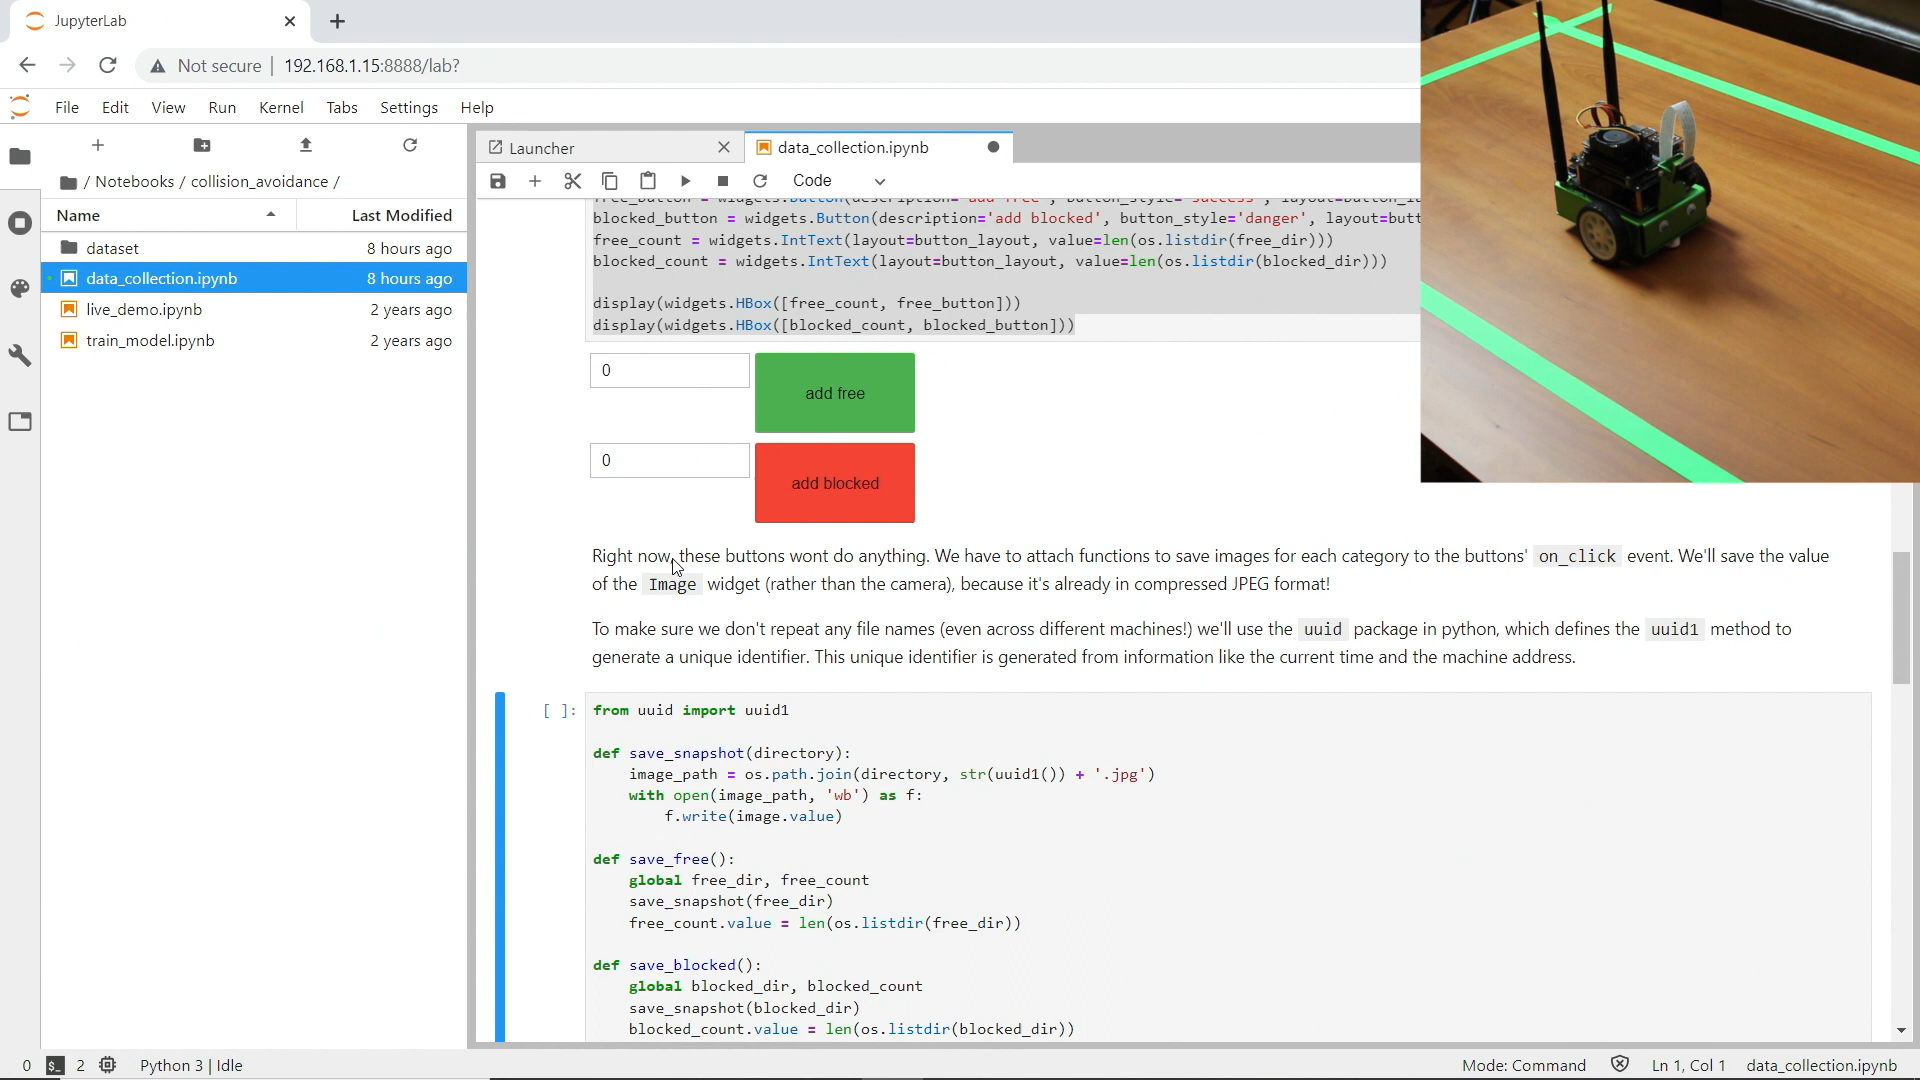 JupyterLab
Not secure 192.168.1.15:8888/lab?
File Edit View Run Kernel Tabs Settings Help
/ Notebooks / collision_avoidance /
Name Last Modified
dataset 8 hours ago
data_collection.ipynb 8 hours ago
live_demo.ipynb 2 years ago
train_model.ipynb 2 years ago
Launcher
data_collection.ipynb
Code
blocked_button = widgets.Button(description='add blocked', button_style='danger', layout=butt
free_count = widgets.IntText(layout=button_layout, value=len(os.listdir(free_dir)))
blocked_count = widgets.IntText(layout=button_layout, value=len(os.listdir(blocked_dir)))
display(widgets.HBox([free_count, free_button]))
display(widgets.HBox([blocked_count, blocked_button]))
0 add free
0 add blocked
Right now, these buttons wont do anything. We have to attach functions to save images for each category to the buttons' on_click event. We'll save the value
of the Image widget (rather than the camera), because it's already in compressed JPEG format!
To make sure we don't repeat any file names (even across different machines!) we'll use the uuid package in python, which defines the uuid1 method to
generate a unique identifier. This unique identifier is generated from information like the current time and the machine address.
[ ]: from uuid import uuid1
def save_snapshot(directory):
image_path = os.path.join(directory, str(uuid1()) + '.jpg')
with open(image_path, 'wb') as f:
f.write(image.value)
def save_free():
global free_dir, free_count
save_snapshot(free_dir)
free_count.value = len(os.listdir(free_dir))
def save_blocked():
global blocked_dir, blocked_count
save_snapshot(blocked_dir)
blocked_count.value = len(os.listdir(blocked_dir))
0 $_ 2 Python 3 | Idle Mode: Command Ln 1, Col 1 data_collection.ipynb